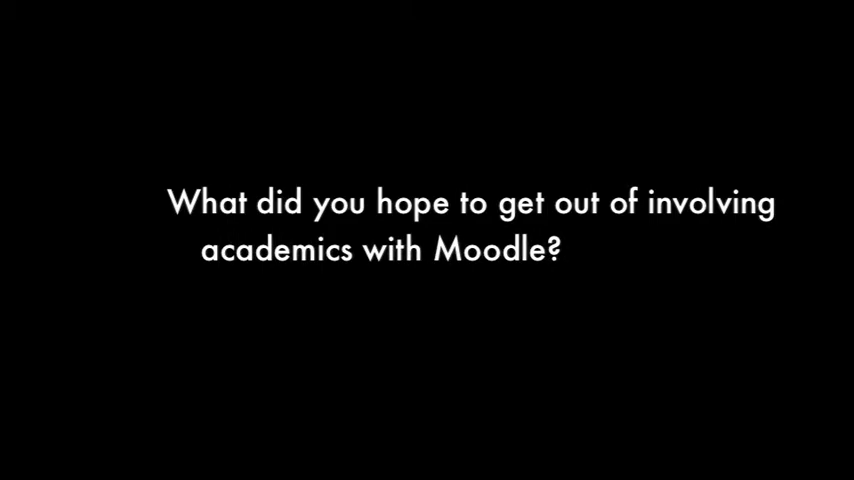 What did you hope to get out of involving
academics with Moodle?